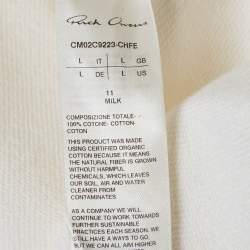 Rick Owens
CM02C9223-CHFE
L IT L GB
L DE L US
11
MILK
COMPOSIZIONE TOTALE- -
100% COTONE- COTTON-
COTTON
THIS PRODUCT WAS MADE
USING CERTIFIED ORGANIC
COTTON BECAUSE IT MEANS
THE NATURAL FIBER IS GROWN
WITHOUT HARMFUL
CHEMICALS, WHICH LEAVES
OUR SOIL, AIR AND WATER
CLEANER FROM
CONTAMINATES
AS A COMPANY WE WILL
CONTINUE TO WORK TOWARDS
FURTHER SUSTAINABLE
PRACTICES EACH SEASON. WE
STILL HAVE A WAYS TO GO,